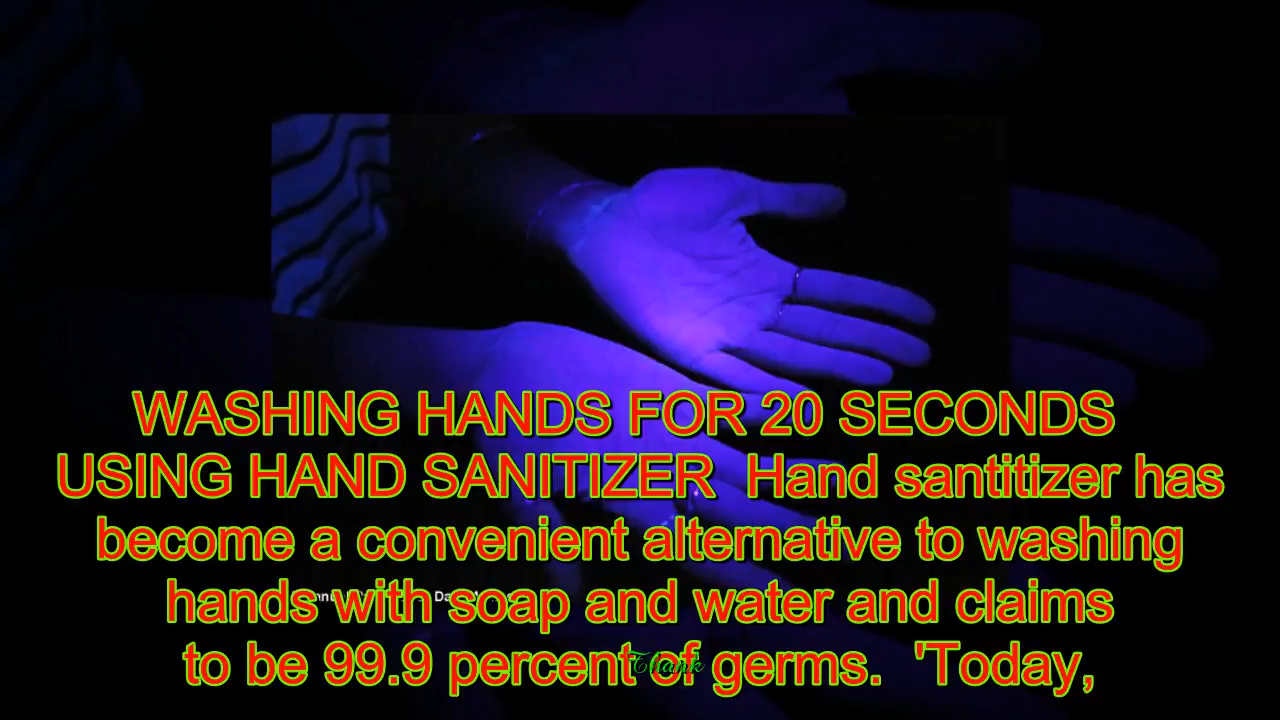 WASHING HANDS FOR 20 SECONDS
USING HAND SANITIZER Hand santitizer has
become a convenient alternative to washing
hands with soap and water and claims
to be 99.9 percent of germs. 'Today,
Thank